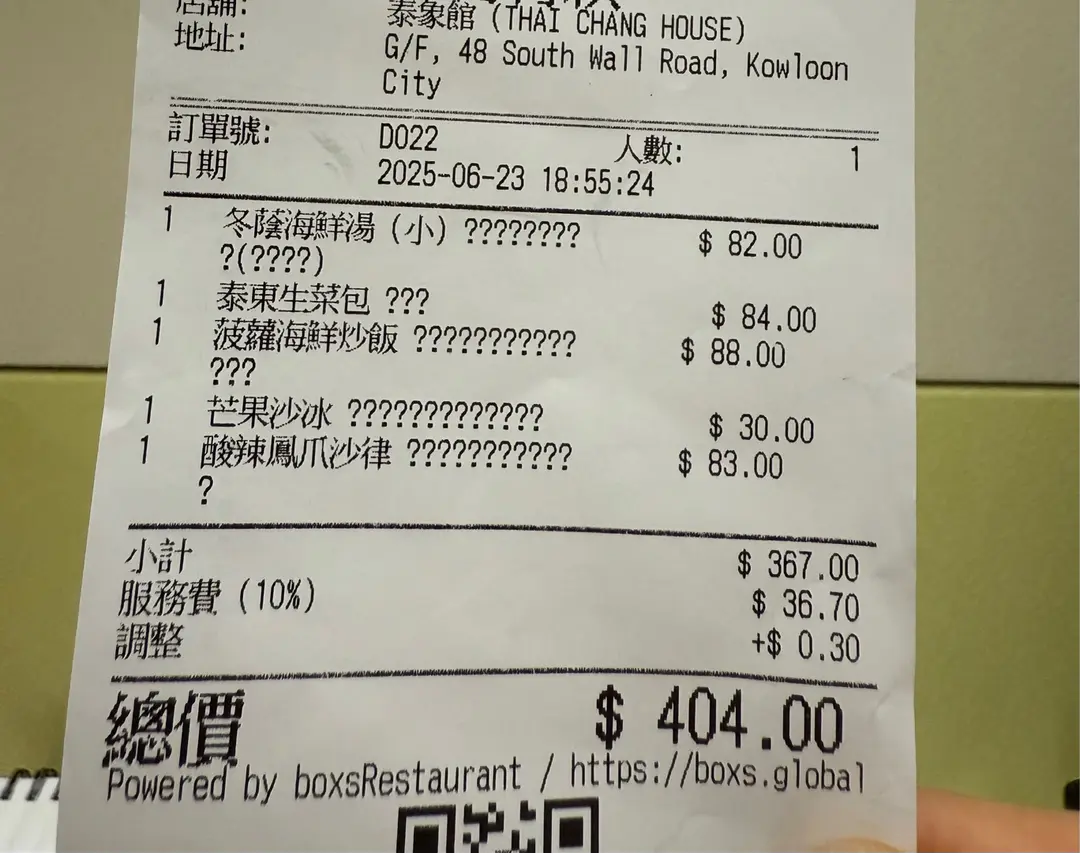 店舖: 泰象館 (THAI CHANG HOUSE)
地址: G/F, 48 South Wall Road, Kowloon
City
訂單號: D022 人數: 1
日期 2025-06-23 18:55:24
1 冬蔭海鮮湯 (小) ???????? $ 82.00
?(????)
1 泰東生菜包 ??? $ 84.00
1 菠蘿海鮮炒飯 ??????????? $ 88.00
???
1 芒果沙冰 ????????????? $ 30.00
1 酸辣鳳爪沙律 ??????????? $ 83.00
?
小計 $ 367.00
服務費 (10%) $ 36.70
調整 +$ 0.30
總價 $ 404.00
Powered by boxsRestaurant / https://boxs.global